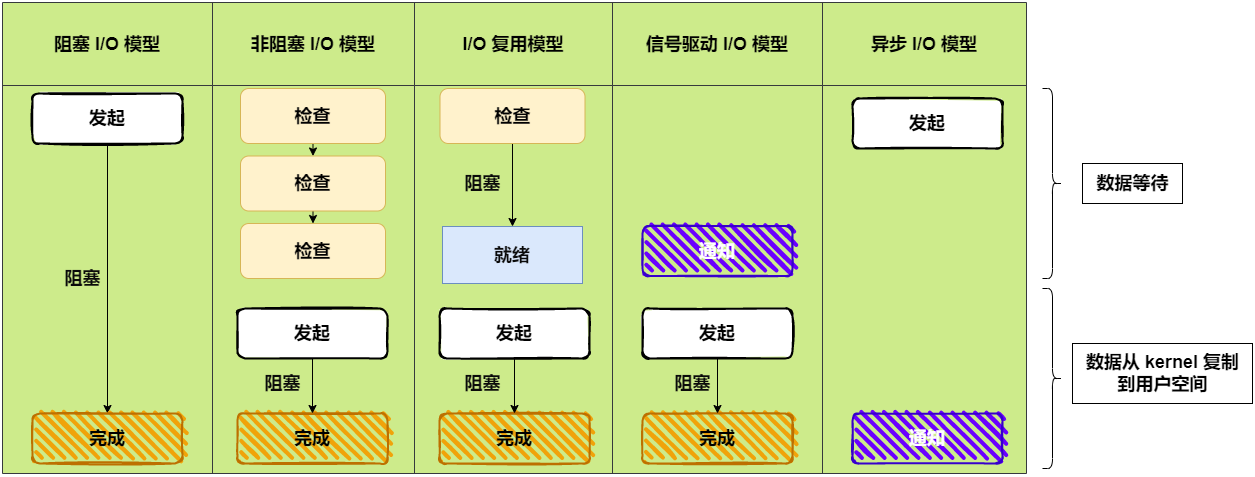 阻塞 I/O 模型
非阻塞 I/O 模型
I/O 复用模型
信号驱动 I/O 模型
异步 I/O 模型
发起
阻塞
完成
检查
检查
检查
发起
阻塞
完成
检查
阻塞
就绪
发起
阻塞
完成
通知
发起
阻塞
完成
发起
通知
数据等待
数据从 kernel 复制
到用户空间